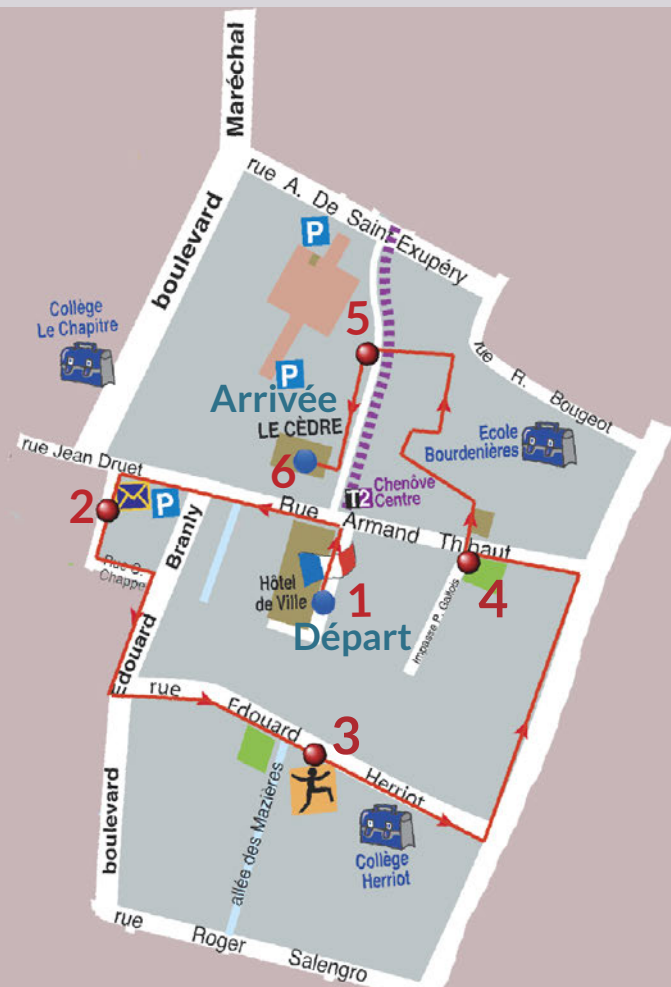 Maréchal
rue A. De Saint Exupéry
boulevard
P
Collège
Le Chapitre
5
rue R. Bougeot
P
Arrivée
LE CÈDRE
Ecole
Bourdenières
6
rue Jean Druet
2
P
T2 Chenôve
Centre
Rue Armand Thibaut
Branly
Rue C.
Chappe
Hôtel
de Ville
1
Départ
4
Impasse P. Gallois
Edouard
rue Edouard Herriot
3
boulevard
allée des Mazières
Collège
Herriot
rue Roger Salengro